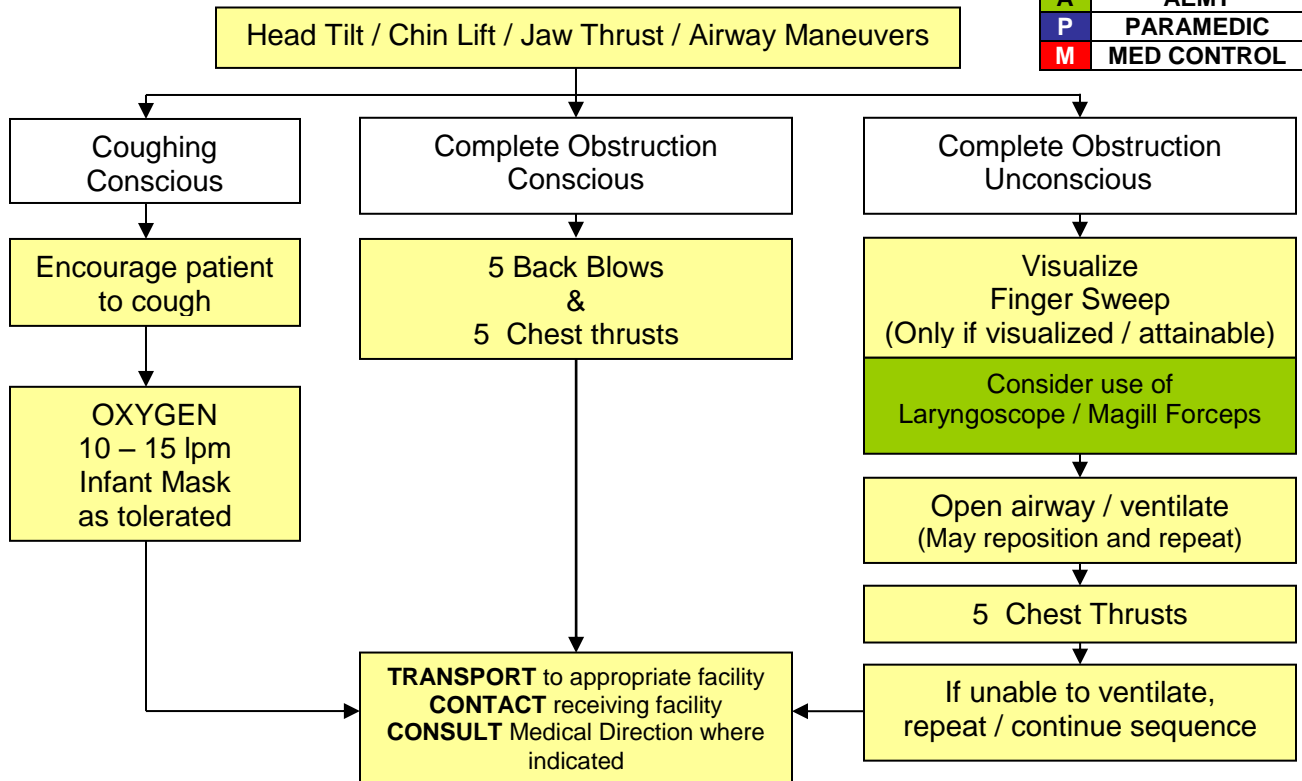 A AEMT
P PARAMEDIC
M MED CONTROL
Head Tilt / Chin Lift / Jaw Thrust / Airway Maneuvers
Coughing
Conscious
Encourage patient
to cough
OXYGEN
10 – 15 lpm
Infant Mask
as tolerated
Complete Obstruction
Conscious
5 Back Blows
&
5 Chest thrusts
Complete Obstruction
Unconscious
Visualize
Finger Sweep
(Only if visualized / attainable)
Consider use of
Laryngoscope / Magill Forceps
Open airway / ventilate
(May reposition and repeat)
5 Chest Thrusts
If unable to ventilate,
repeat / continue sequence
TRANSPORT to appropriate facility
CONTACT receiving facility
CONSULT Medical Direction where
indicated